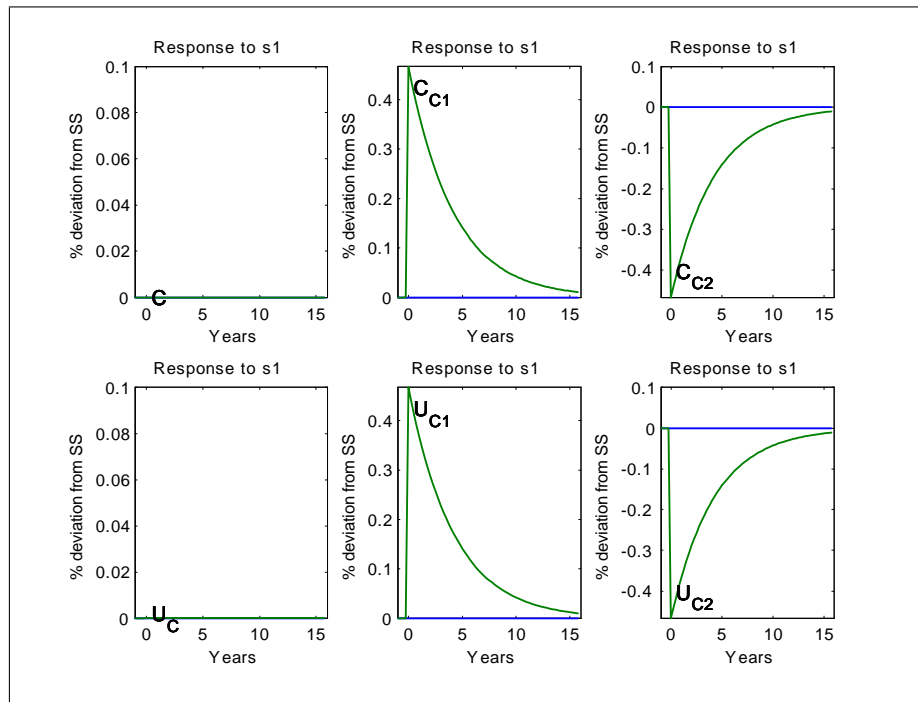 Response to s1
Response to s1
Response to s1
% deviation from SS
0.1
0.08
0.06
0.04
0.02
0
C
0 5 10 15
Years
% deviation from SS
0.4
0.3
0.2
0.1
0
C_C1
0 5 10 15
Years
% deviation from SS
0.1
0
-0.1
-0.2
-0.3
-0.4
C_C2
0 5 10 15
Years
Response to s1
Response to s1
Response to s1
% deviation from SS
0.1
0.08
0.06
0.04
0.02
0
U_C
0 5 10 15
Years
% deviation from SS
0.4
0.3
0.2
0.1
0
U_C1
0 5 10 15
Years
% deviation from SS
0.1
0
-0.1
-0.2
-0.3
-0.4
U_C2
0 5 10 15
Years